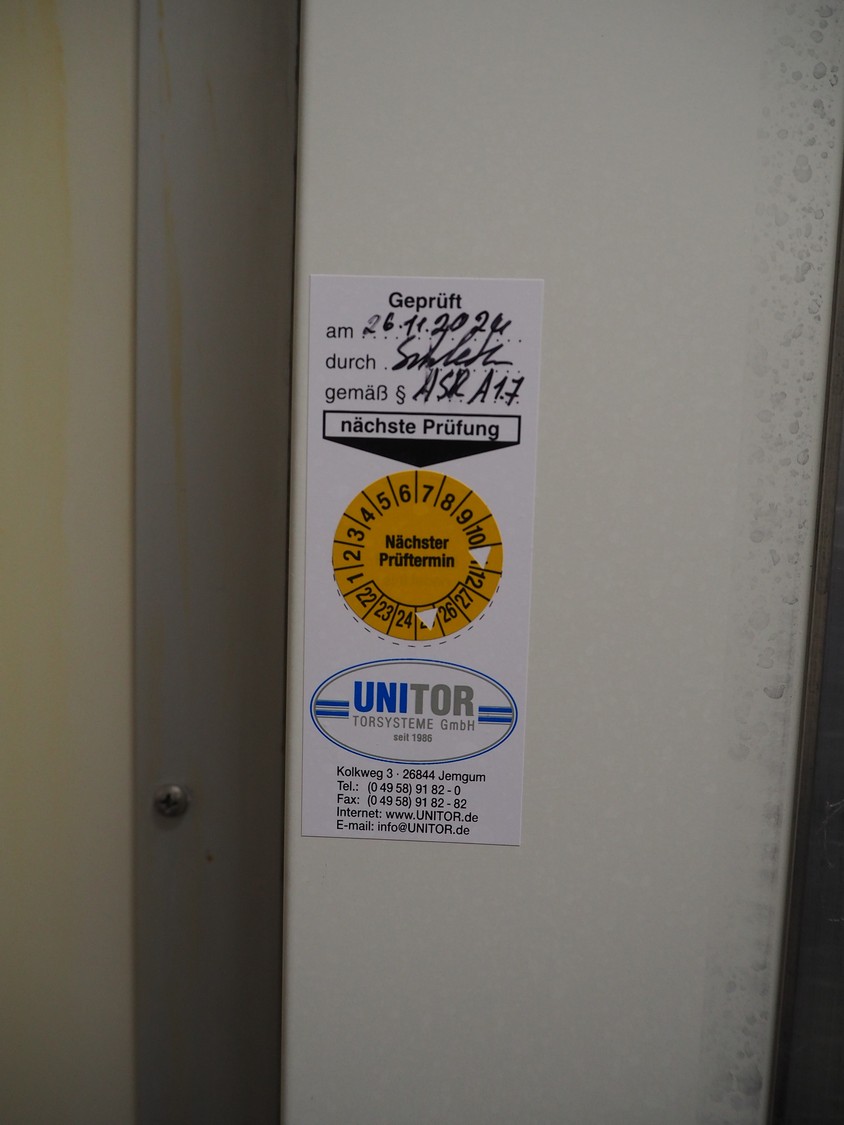 Geprüft
am 26.11.2024
durch
gemäß § ASR A1.7
nächste Prüfung
1 2 3 4 5 6 7 8 9 10 12
Nächster
Prüftermin
22 23 24 26 27
UNITOR
TORSYSTEME GmbH
seit 1986
Kolkweg 3 · 26844 Jemgum
Tel.: (0 49 58) 91 82 - 0
Fax: (0 49 58) 91 82 - 82
Internet: www.UNITOR.de
E-mail: info@UNITOR.de